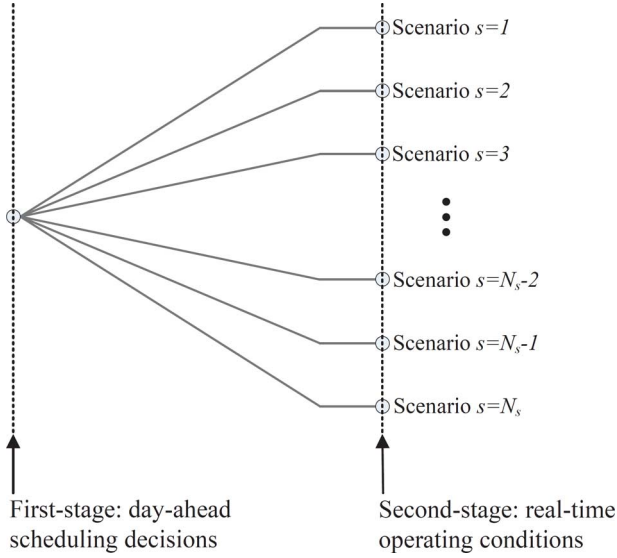 Scenario s=1
Scenario s=2
Scenario s=3
Scenario s=Nₛ-2
Scenario s=Nₛ-1
Scenario s=Nₛ
First-stage: day-ahead
scheduling decisions
Second-stage: real-time
operating conditions